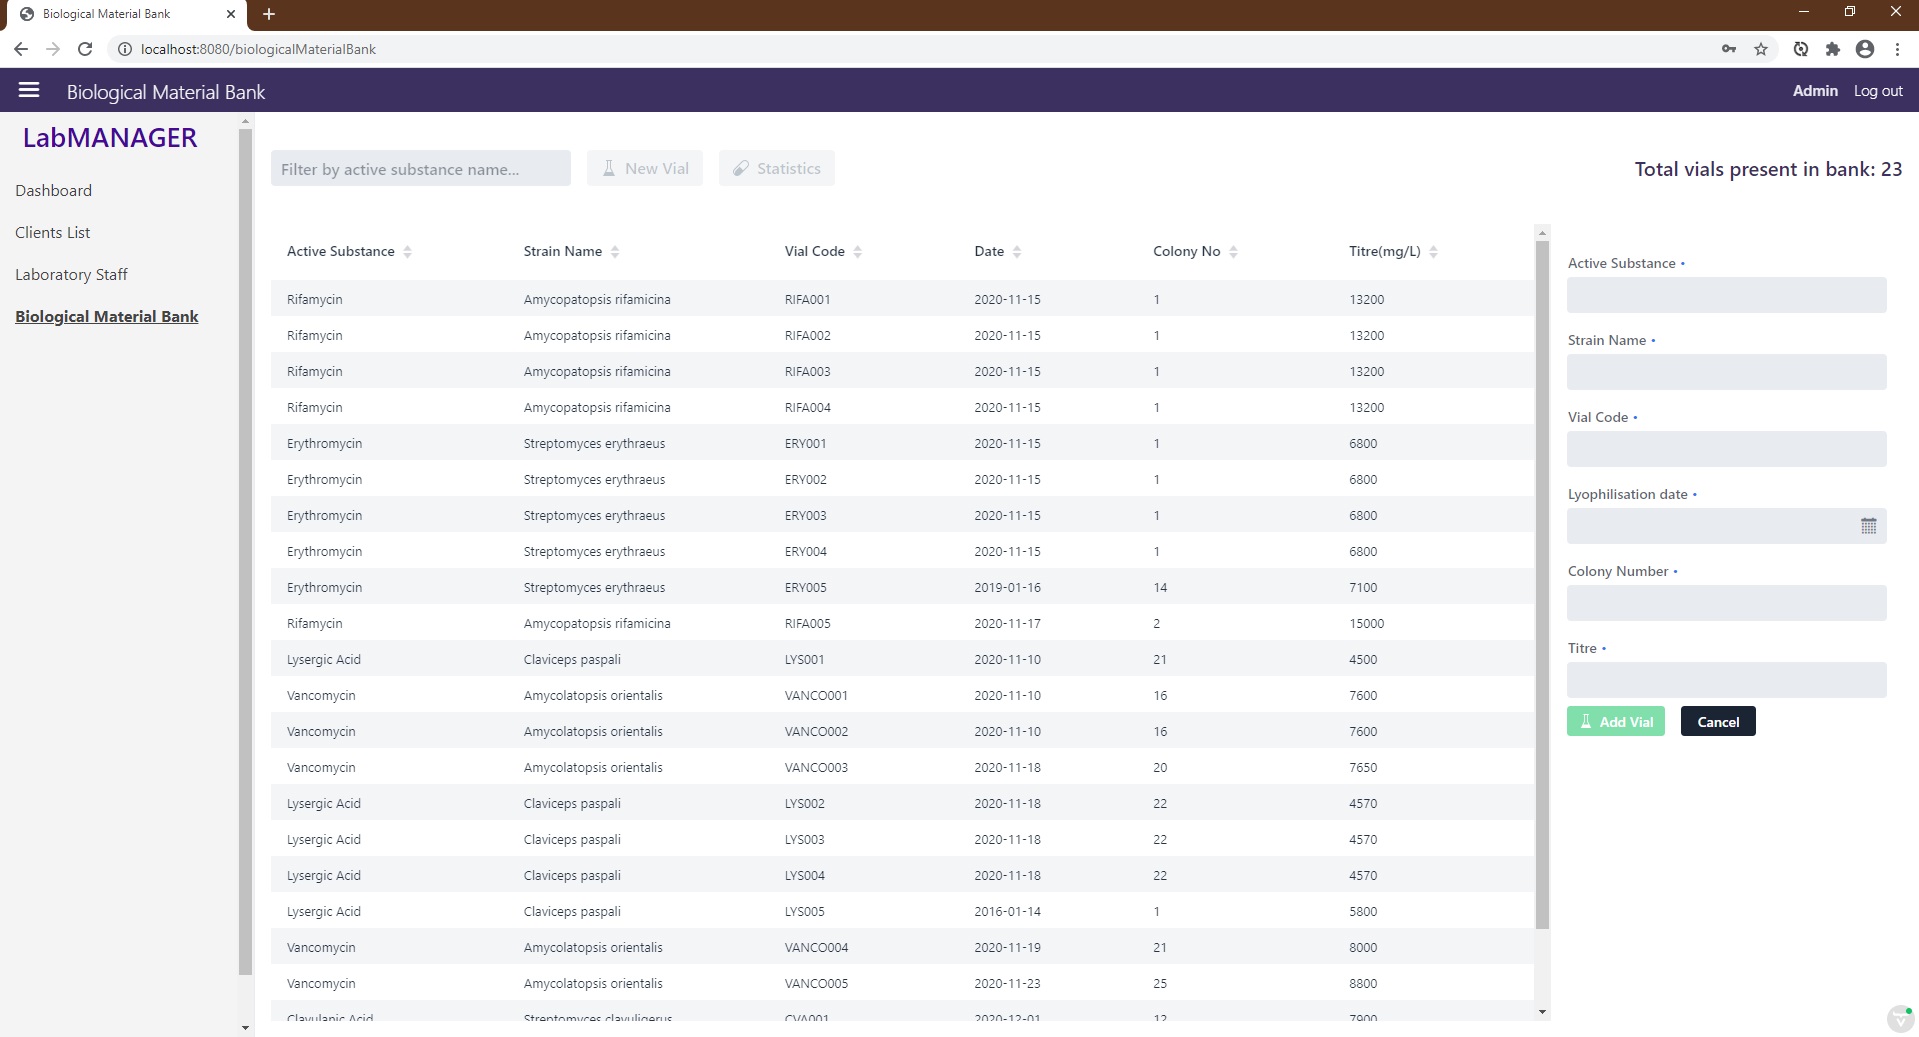 Biological Material Bank
localhost:8080/biologicalMaterialBank
Biological Material Bank
Admin Log out
LabMANAGER
Dashboard
Clients List
Laboratory Staff
Biological Material Bank
Filter by active substance name... New Vial Statistics
Total vials present in bank: 23
Active Substance Strain Name Vial Code Date Colony No Titre(mg/L)
Rifamycin Amycopatopsis rifamicina RIFA001 2020-11-15 1 13200
Rifamycin Amycopatopsis rifamicina RIFA002 2020-11-15 1 13200
Rifamycin Amycopatopsis rifamicina RIFA003 2020-11-15 1 13200
Rifamycin Amycopatopsis rifamicina RIFA004 2020-11-15 1 13200
Erythromycin Streptomyces erythraeus ERY001 2020-11-15 1 6800
Erythromycin Streptomyces erythraeus ERY002 2020-11-15 1 6800
Erythromycin Streptomyces erythraeus ERY003 2020-11-15 1 6800
Erythromycin Streptomyces erythraeus ERY004 2020-11-15 1 6800
Erythromycin Streptomyces erythraeus ERY005 2019-01-16 14 7100
Rifamycin Amycopatopsis rifamicina RIFA005 2020-11-17 2 15000
Lysergic Acid Claviceps paspali LYS001 2020-11-10 21 4500
Vancomycin Amycolatopsis orientalis VANCO001 2020-11-10 16 7600
Vancomycin Amycolatopsis orientalis VANCO002 2020-11-10 16 7600
Vancomycin Amycolatopsis orientalis VANCO003 2020-11-18 20 7650
Lysergic Acid Claviceps paspali LYS002 2020-11-18 22 4570
Lysergic Acid Claviceps paspali LYS003 2020-11-18 22 4570
Lysergic Acid Claviceps paspali LYS004 2020-11-18 22 4570
Lysergic Acid Claviceps paspali LYS005 2016-01-14 1 5800
Vancomycin Amycolatopsis orientalis VANCO004 2020-11-19 21 8000
Vancomycin Amycolatopsis orientalis VANCO005 2020-11-23 25 8800
Clavulanic Acid Streptomyces clavuligerus CVA001 2020-12-01 12 7900
Active Substance •
Strain Name •
Vial Code •
Lyophilisation date •
Colony Number •
Titre •
Add Vial Cancel